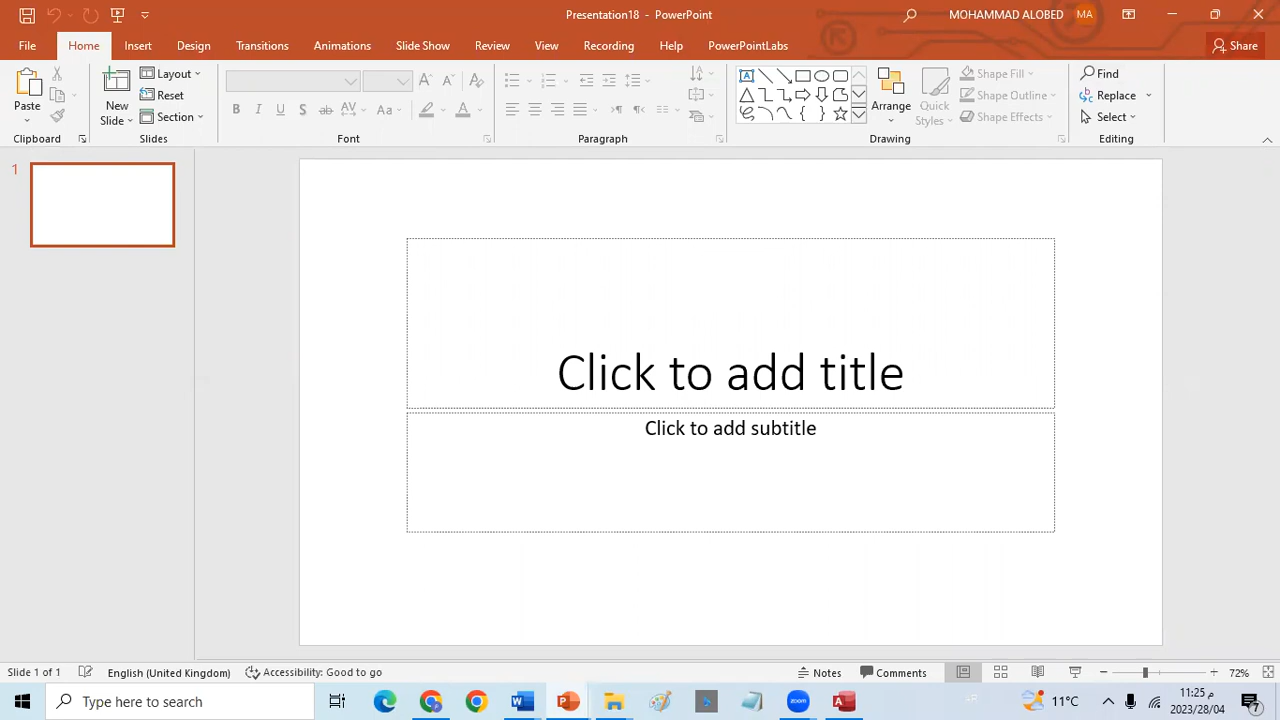 Presentation18 - PowerPoint
MOHAMMAD ALOBED MA
File Home Insert Design Transitions Animations Slide Show Review View Recording Help PowerPointLabs Share
Paste
Clipboard
New
Slide
Layout
Reset
Section
Slides
Font
Paragraph
Arrange
Quick
Styles
Shape Fill
Shape Outline
Shape Effects
Drawing
Find
Replace
Select
Editing
1
Click to add title
Click to add subtitle
Slide 1 of 1 English (United Kingdom) Accessibility: Good to go Notes Comments 72%
Type here to search
11°C
11:25 م
2023/28/04
7